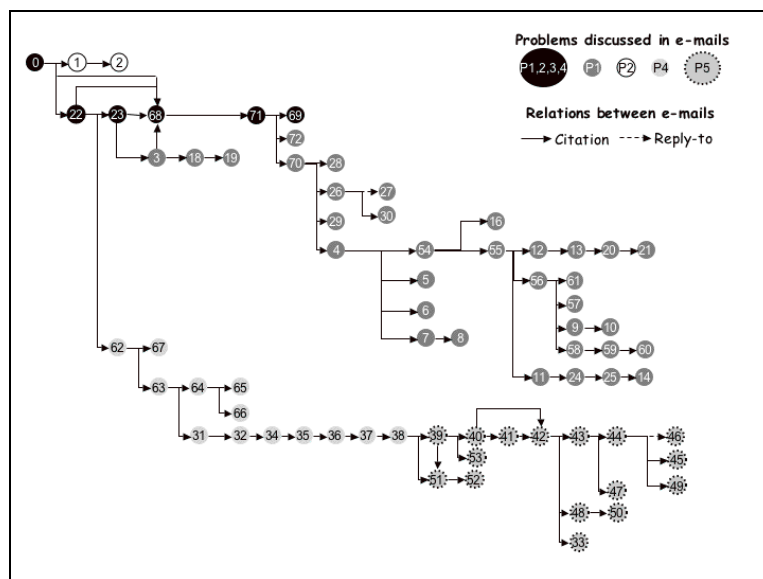 Problems discussed in e-mails
P1,2,3,4 P1 P2 P4 P5
Relations between e-mails
Citation Reply-to
0 1 2
22 23 68 71 69
72
3 18 19 70 28
26 27
30
29 16
4 54 55 12 13 20 21
5 56 61
57
6
9 10
7 8
62 67 58 59 60
11 24 25 14
63 64 65
66
31 32 34 35 36 37 38 39 40 41 42 43 44 46
53 45
51 52
47 49
48 50
33